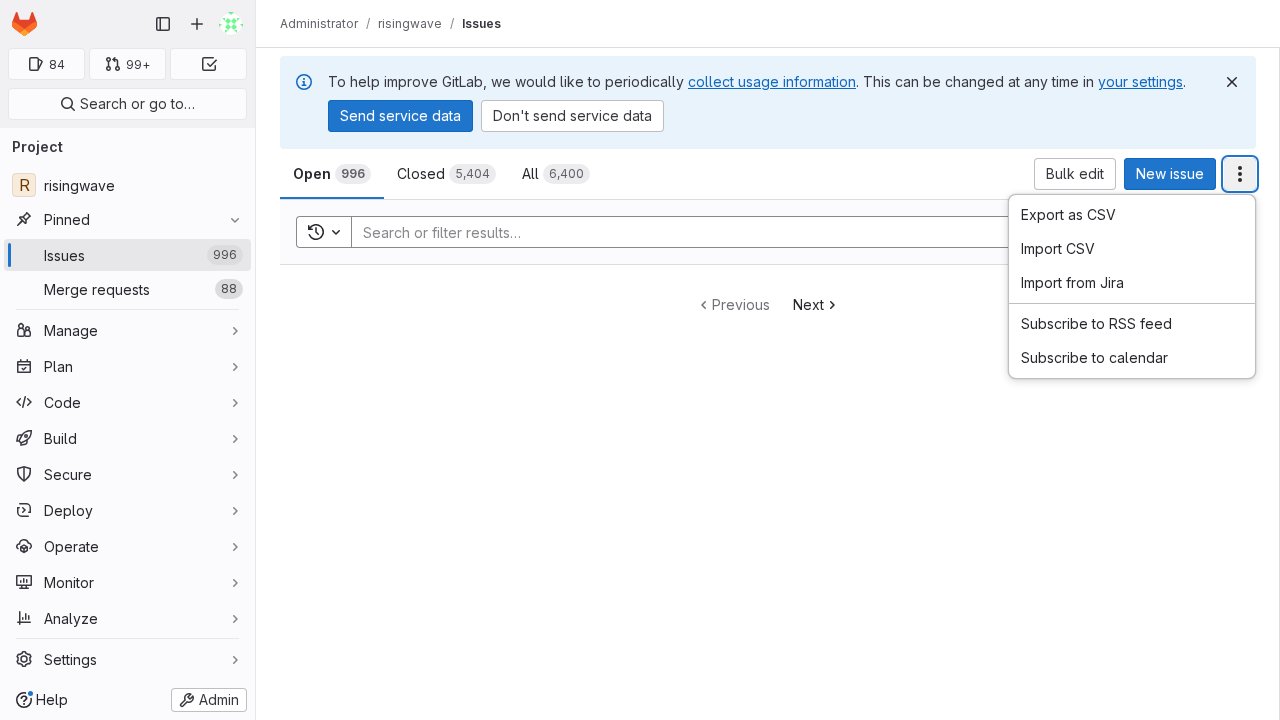 Administrator / risingwave / Issues
84
99+
Search or go to…
To help improve GitLab, we would like to periodically collect usage information. This can be changed at any time in your settings.
Send service data
Don't send service data
Project
R risingwave
Pinned
Issues 996
Merge requests 88
Manage
Plan
Code
Build
Secure
Deploy
Operate
Monitor
Analyze
Settings
Help
Admin
Open 996
Closed 5,404
All 6,400
Bulk edit
New issue
Search or filter results…
Previous
Next
Export as CSV
Import CSV
Import from Jira
Subscribe to RSS feed
Subscribe to calendar